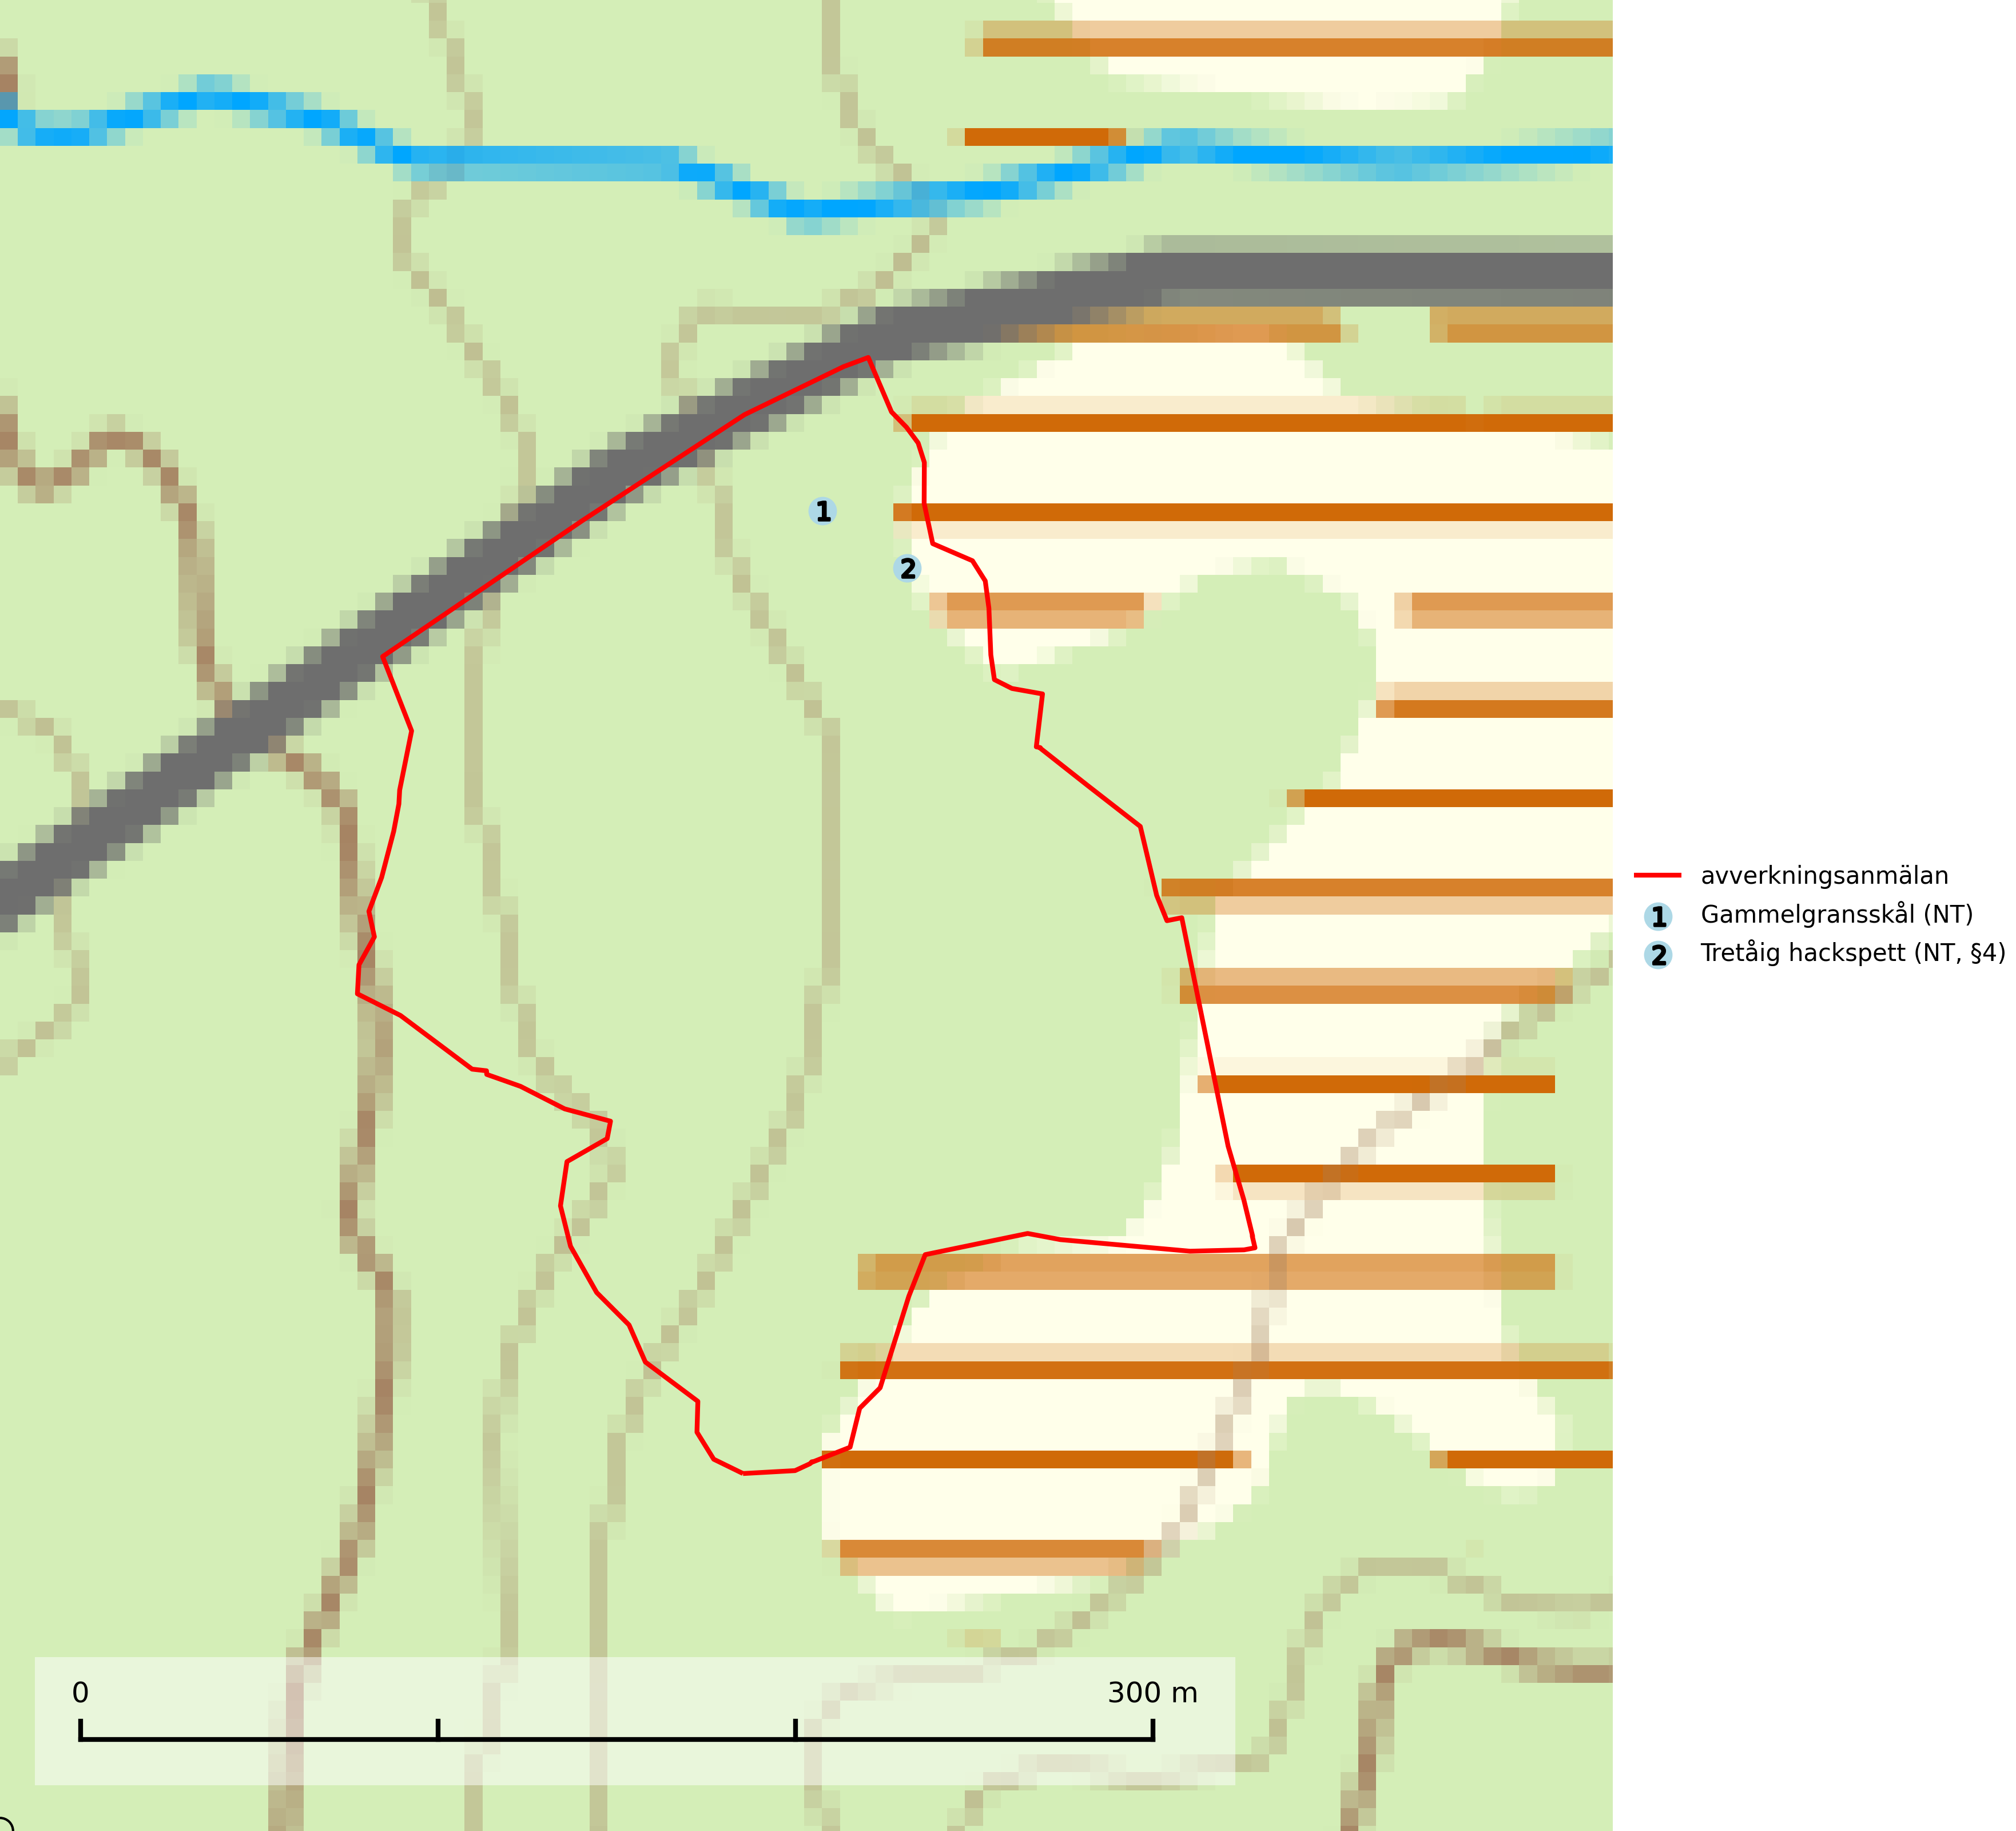 1
2
avverkningsanmälan
1 Gammelgransskål (NT)
2 Tretåig hackspett (NT, §4)
0 300 m